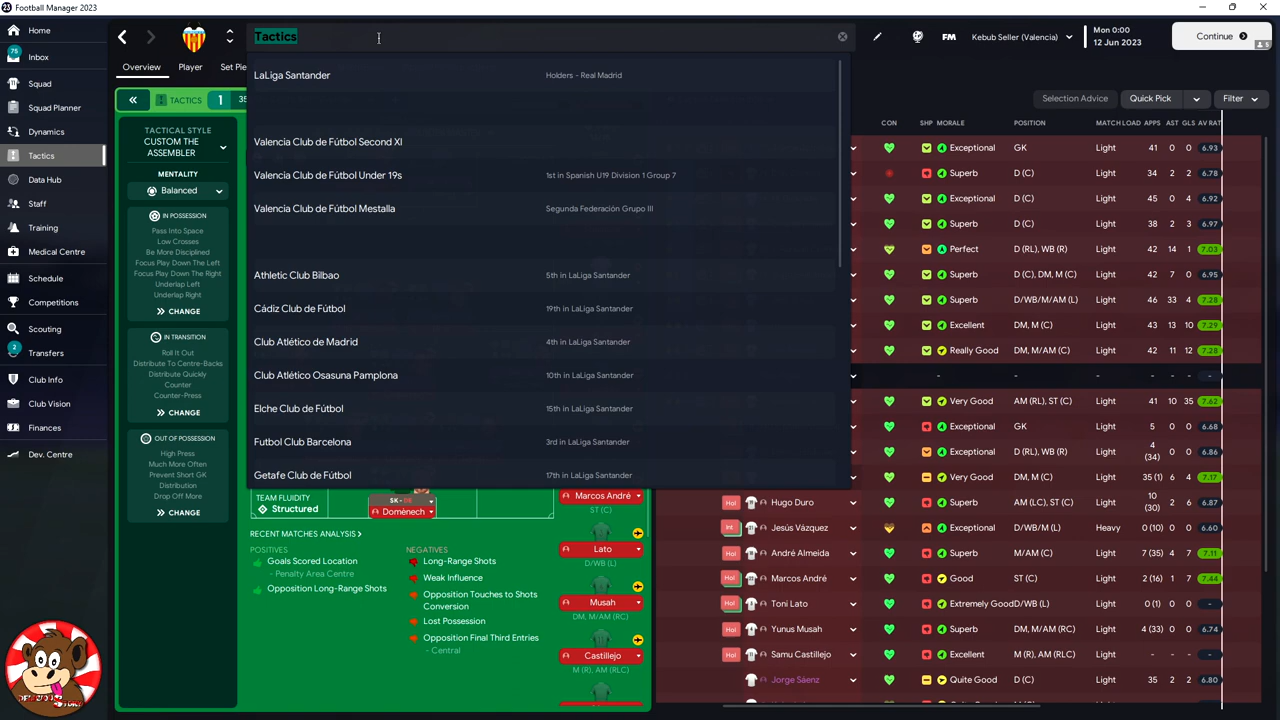 Football Manager 2023
Home
75
Inbox
Squad
Squad Planner
Dynamics
Tactics
Data Hub
Staff
Training
Medical Centre
Schedule
Competitions
Scouting
2
Transfers
Club Info
Club Vision
Finances
Dev. Centre
Tactics
FM
Kebub Seller (Valencia)
Mon 0:00
12 Jun 2023
Continue
5
Overview
Player
Set Pie
TACTICS
1
35
TACTICAL STYLE
CUSTOM THE
ASSEMBLER
MENTALITY
Balanced
IN POSSESSION
Pass Into Space
Low Crosses
Be More Disciplined
Focus Play Down The Left
Focus Play Down The Right
Underlap Left
Underlap Right
CHANGE
IN TRANSITION
Roll It Out
Distribute To Centre-Backs
Distribute Quickly
Counter
Counter-Press
CHANGE
OUT OF POSSESSION
High Press
Much More Often
Prevent Short GK
Distribution
Drop Off More
CHANGE
LaLiga Santander Holders - Real Madrid
Valencia Club de Fútbol Second XI
Valencia Club de Fútbol Under 19s 1st in Spanish U19 Division 1 Group 7
Valencia Club de Fútbol Mestalla Segunda Federación Grupo III
Athletic Club Bilbao 5th in LaLiga Santander
Cádiz Club de Fútbol 19th in LaLiga Santander
Club Atlético de Madrid 4th in LaLiga Santander
Club Atlético Osasuna Pamplona 10th in LaLiga Santander
Elche Club de Fútbol 15th in LaLiga Santander
Futbol Club Barcelona 3rd in LaLiga Santander
Getafe Club de Fútbol 17th in LaLiga Santander
TEAM FLUIDITY
Structured
Doménech
RECENT MATCHES ANALYSIS
POSITIVES
Goals Scored Location
- Penalty Area Centre
Opposition Long-Range Shots
NEGATIVES
Long-Range Shots
Weak Influence
Opposition Touches to Shots
Conversion
Lost Possession
Opposition Final Third Entries
- Central
Marcos André
ST (C)
Lato
D/WB (L)
Musah
DM, M/AM (RC)
Castillejo
M (R), AM (RLC)
Selection Advice
Quick Pick
Filter
CON SHP MORALE POSITION MATCH LOAD APPS AST GLS AV RAT
Exceptional GK Light 41 0 0 6.93
Superb D (C) Light 34 2 2 6.78
Exceptional D (C) Light 45 0 4 6.92
Superb D (C) Light 38 2 3 6.97
Perfect D (RL), WB (R) Light 42 14 1 7.03
Superb D (C), DM, M (C) Light 42 7 0 6.95
Superb D/WB/M/AM (L) Light 46 33 4 7.28
Excellent DM, M (C) Light 43 13 10 7.29
Really Good DM, M/AM (C) Light 42 11 12 7.28
- - - - - - -
Very Good AM (RL), ST (C) Light 41 10 35 7.62
Exceptional GK Light 5 0 0 6.68
Exceptional D (RL), WB (R) Light 4 (34) 2 0 6.86
Very Good DM, M (C) Light 35 (1) 6 4 7.17
Hol Hugo Duro Superb AM (LC), ST (C) Light 10 (30) 2 6 6.87
Int Jesús Vázquez Exceptional D/WB/M (L) Heavy 0 (10) 0 0 6.60
Hol André Almeida Superb M/AM (C) Light 7 (35) 4 6 7.11
Hol Marcos André Good ST (C) Light 2 (16) 1 7 7.44
Hol Toni Lato Extremely Good D/WB (L) Light 0 (1) 0 0 -
Hol Yunus Musah Superb DM, M/AM (RC) Light 4 (33) 0 0 6.74
Hol Samu Castillejo Excellent M (R), AM (RLC) Light - - - -
Jorge Sáenz Quite Good D (C) Light 35 2 0 6.80